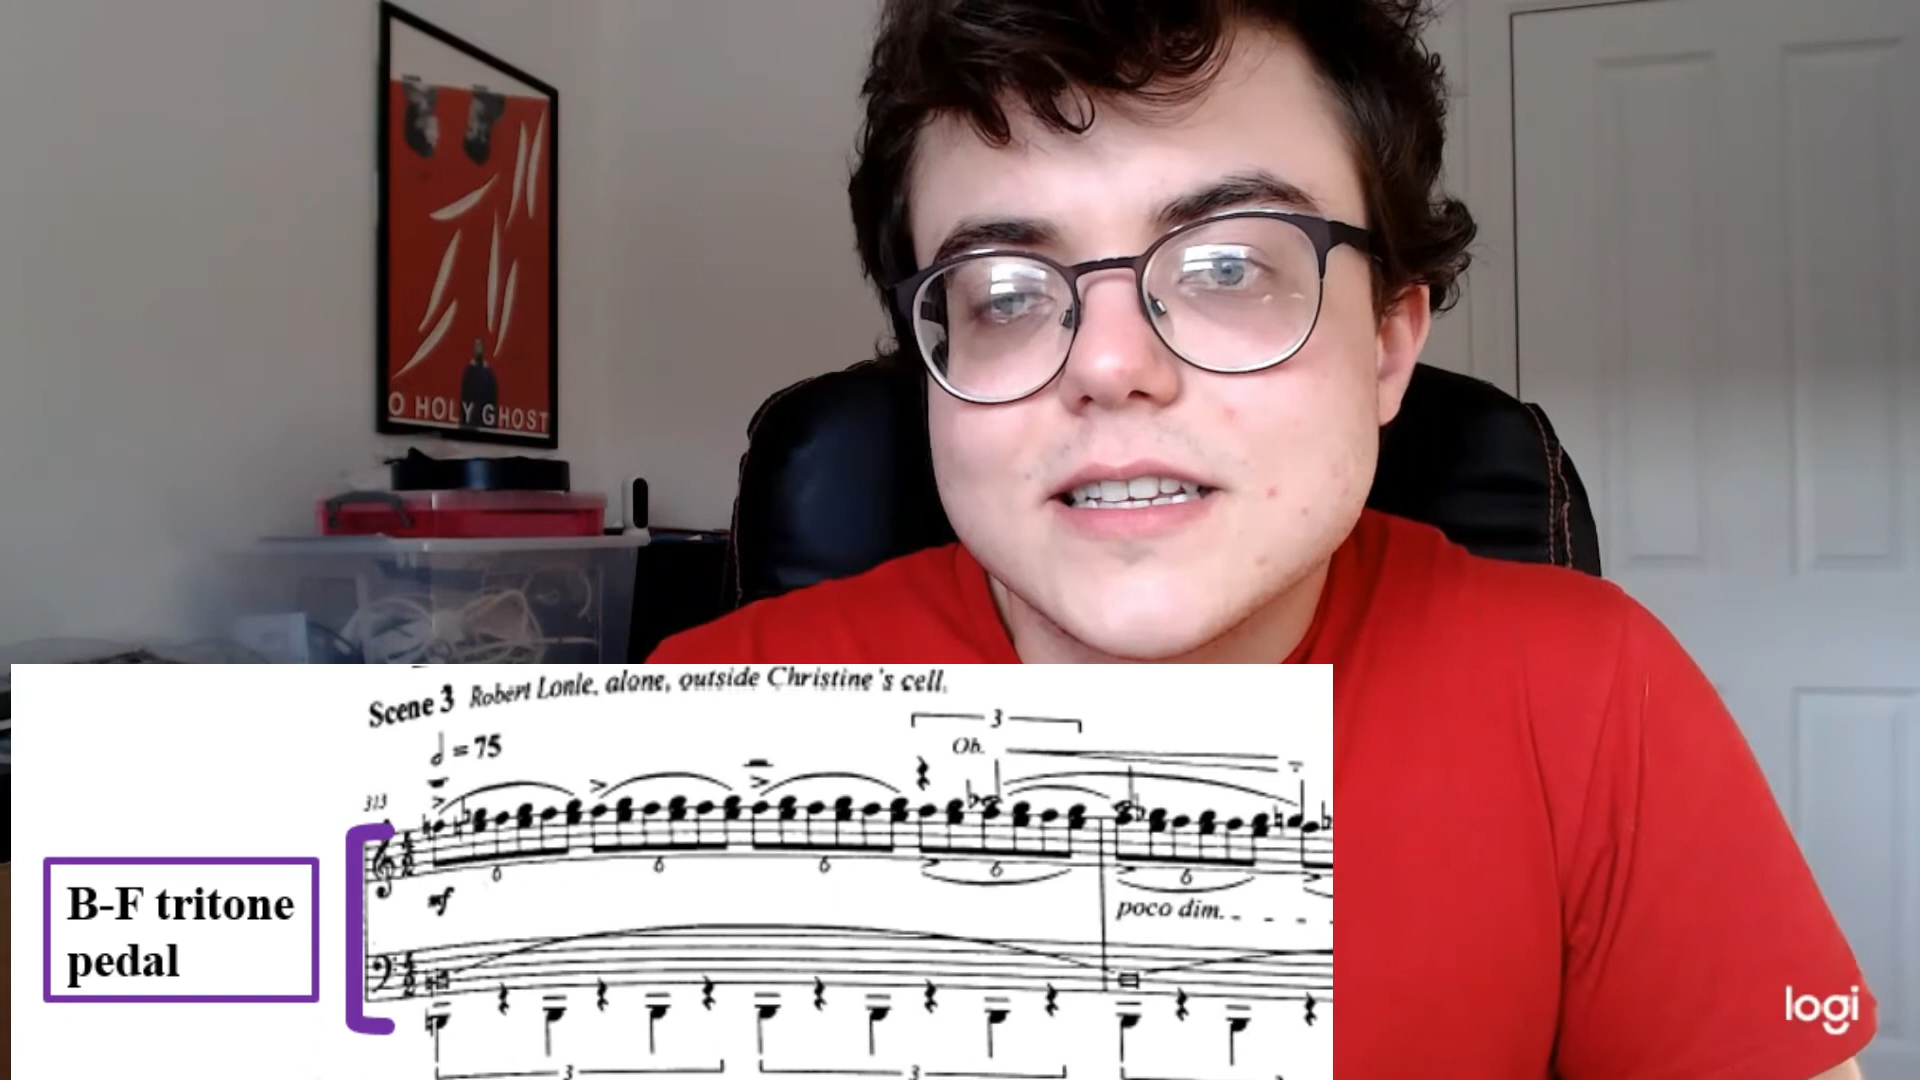 O HOLY GHOST
logi
Scene 3 Robert Lonle, alone, outside Christine's cell.
= 75
3
Ob.
313
6
6
6
6
6
mf
poco dim.
B-F tritone
pedal
3
3